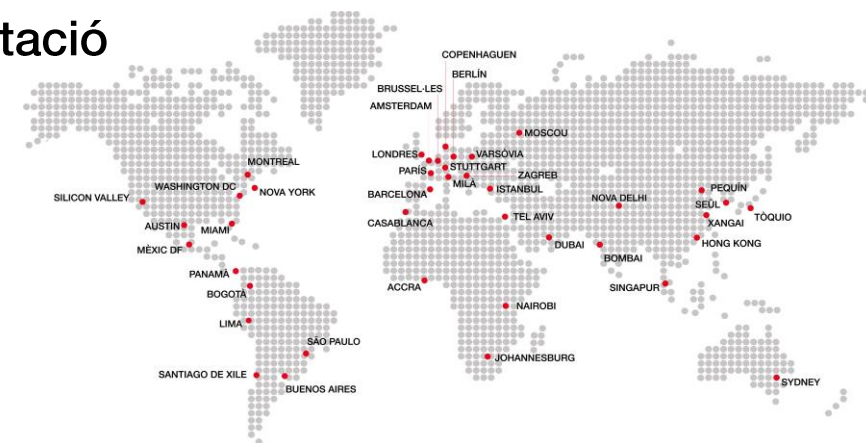 tació
COPENHAGUEN
BERLÍN
BRUSSEL·LES
AMSTERDAM
MOSCOU
LONDRES
VARSÒVIA
MONTREAL
PARÍS
STUTTGART
ZAGREB
WASHINGTON DC
MILÀ
NOVA YORK
BARCELONA
ISTANBUL
NOVA DELHI
PEQUÍN
SILICON VALLEY
SEÜL
TÒQUIO
AUSTIN
MIAMI
CASABLANCA
TEL AVIV
XANGAI
MÈXIC DF
DUBAI
HONG KONG
BOMBAI
PANAMÀ
ACCRA
SINGAPUR
BOGOTÀ
NAIROBI
LIMA
SÃO PAULO
JOHANNESBURG
SANTIAGO DE XILE
SYDNEY
BUENOS AIRES